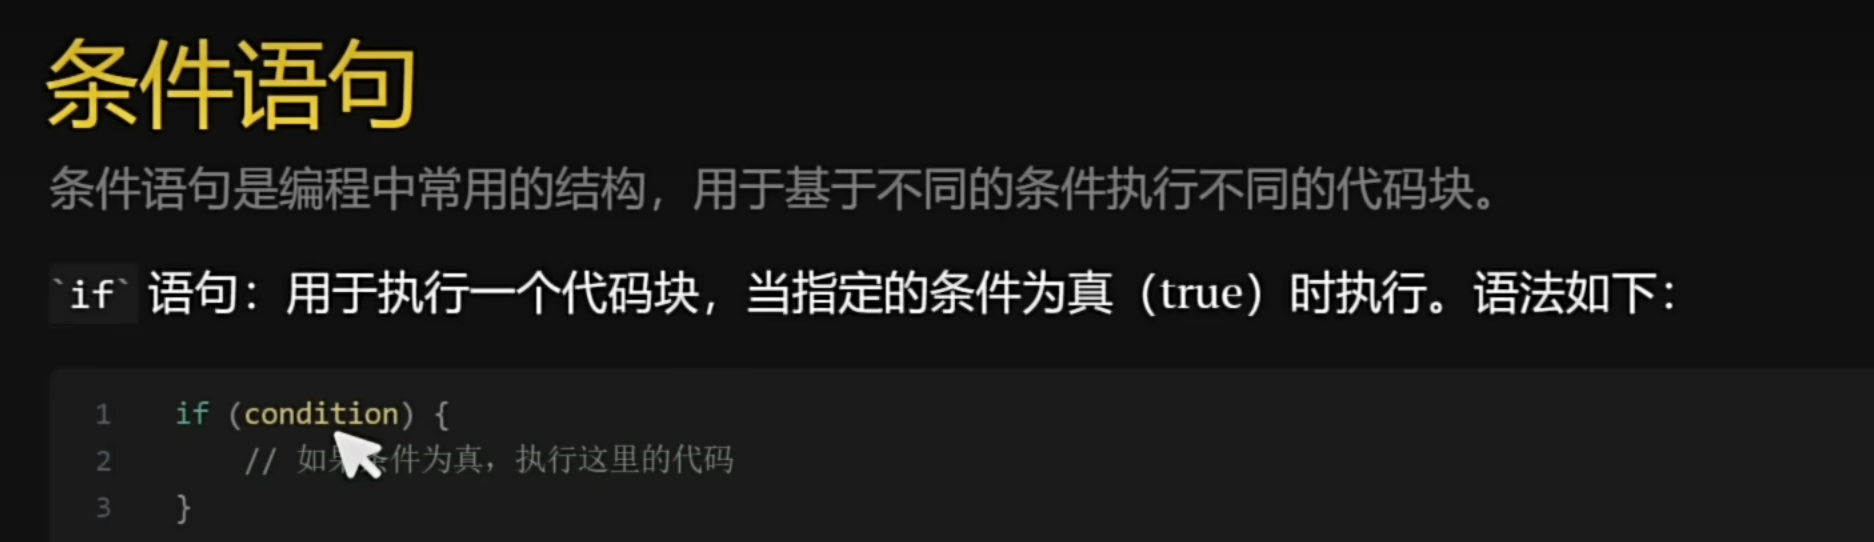 条件语句
条件语句是编程中常用的结构，用于基于不同的条件执行不同的代码块。
`if` 语句：用于执行一个代码块，当指定的条件为真（true）时执行。语法如下：
1 if (condition) {
2 // 如果条件为真，执行这里的代码
3 }